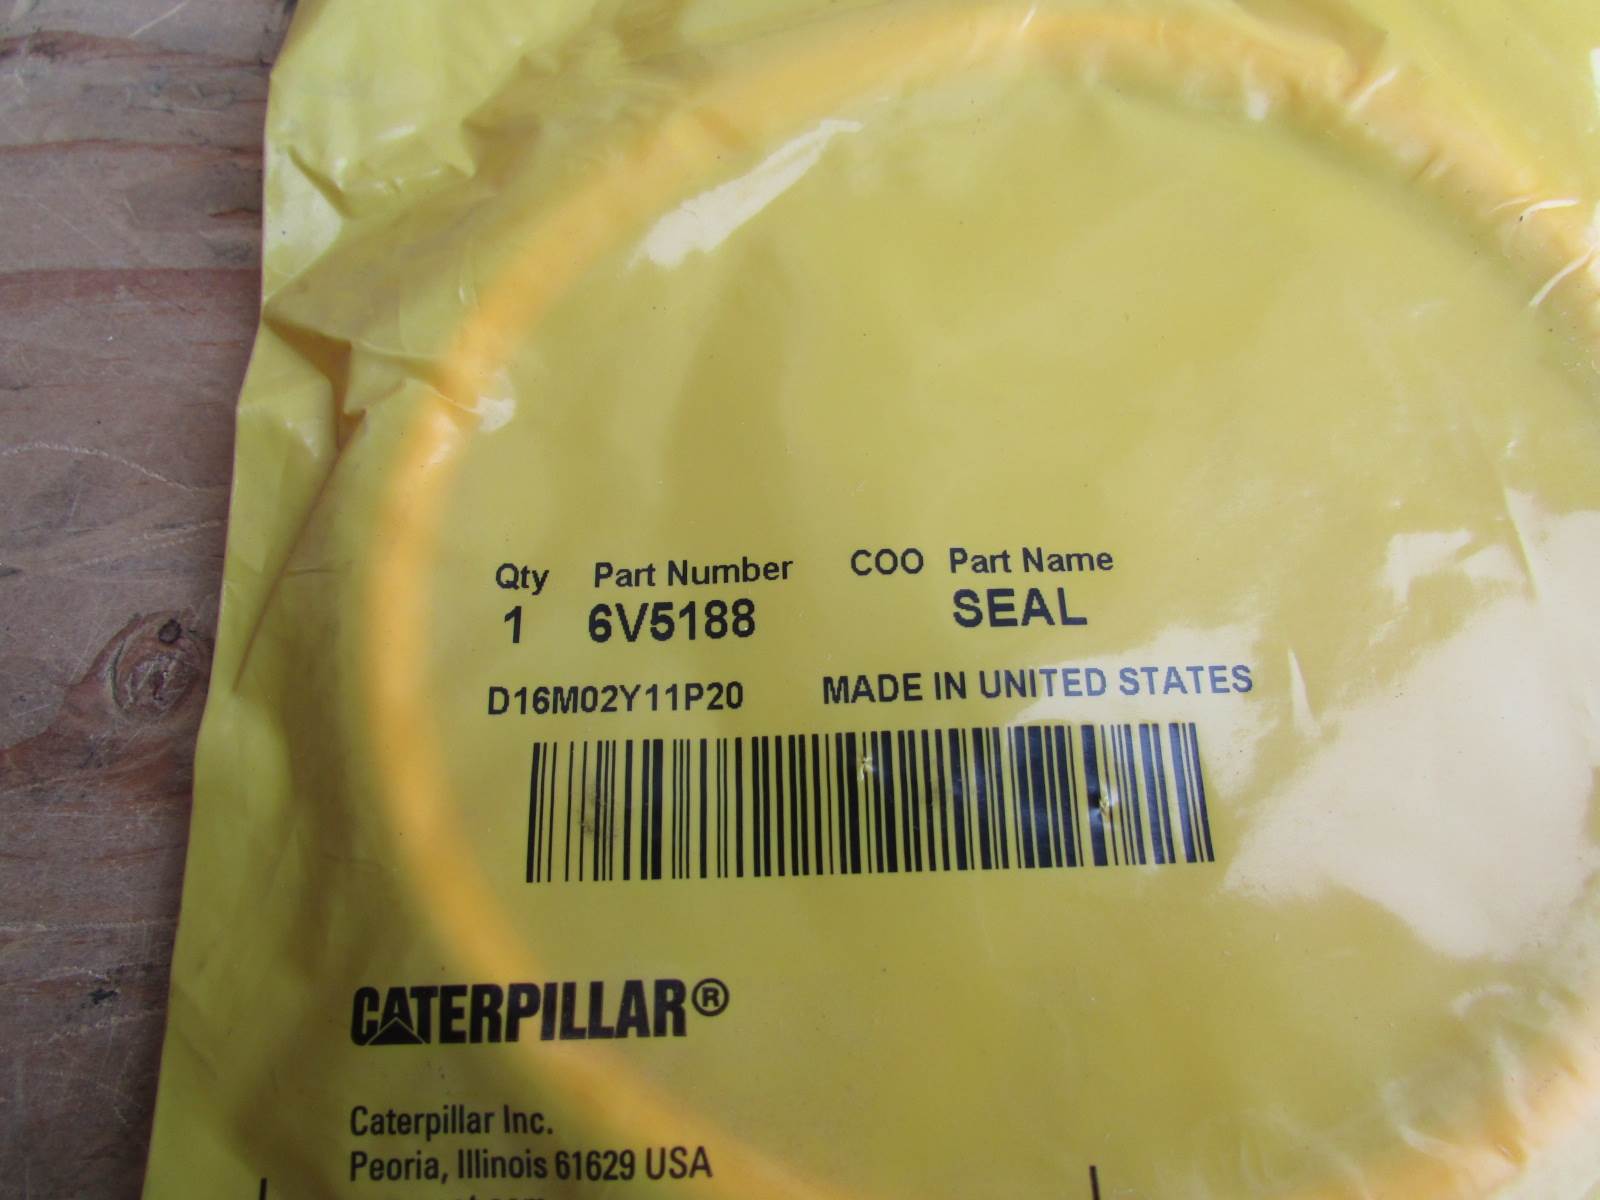 Qty Part Number COO Part Name
1 6V5188 SEAL
D16M02Y11P20 MADE IN UNITED STATES
CATERPILLAR®
Caterpillar Inc.
Peoria, Illinois 61629 USA